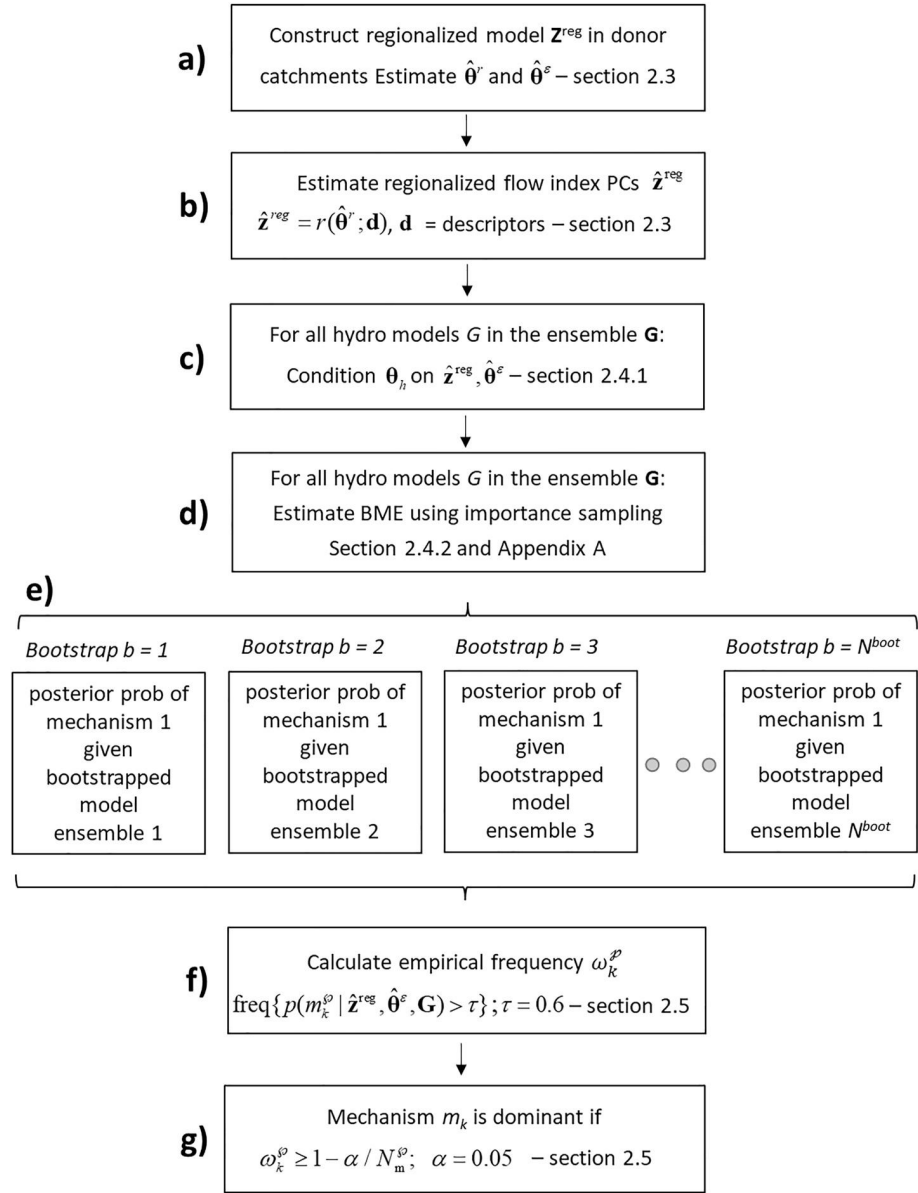 a)
Construct regionalized model Z^reg in donor
catchments Estimate θ̂^r and θ̂^ε – section 2.3
b)
Estimate regionalized flow index PCs ẑ^reg
ẑ^reg = r(θ̂^r; d), d = descriptors – section 2.3
c)
For all hydro models G in the ensemble G:
Condition θ_h on ẑ^reg, θ̂^ε – section 2.4.1
d)
For all hydro models G in the ensemble G:
Estimate BME using importance sampling
Section 2.4.2 and Appendix A
e)
Bootstrap b = 1
posterior prob of
mechanism 1
given
bootstrapped
model
ensemble 1
Bootstrap b = 2
posterior prob of
mechanism 1
given
bootstrapped
model
ensemble 2
Bootstrap b = 3
posterior prob of
mechanism 1
given
bootstrapped
model
ensemble 3
Bootstrap b = N^boot
posterior prob of
mechanism 1
given
bootstrapped
model
ensemble N^boot
f)
Calculate empirical frequency ω_k^℘
freq{p(m_k^℘ | ẑ^reg, θ̂^ε, G) > τ}; τ = 0.6 – section 2.5
g)
Mechanism m_k is dominant if
ω_k^℘ ≥ 1 − α / N_m^℘; α = 0.05 – section 2.5